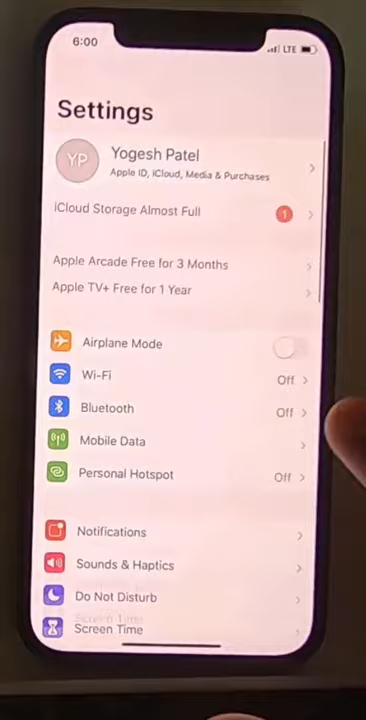 6:00
LTE
Settings
YP
Yogesh Patel
Apple ID, iCloud, Media & Purchases
iCloud Storage Almost Full
1
Apple Arcade Free for 3 Months
Apple TV+ Free for 1 Year
Airplane Mode
Wi-Fi
Off
Bluetooth
Off
Mobile Data
Personal Hotspot
Off
Notifications
Sounds & Haptics
Do Not Disturb
Screen Time
Screen Time